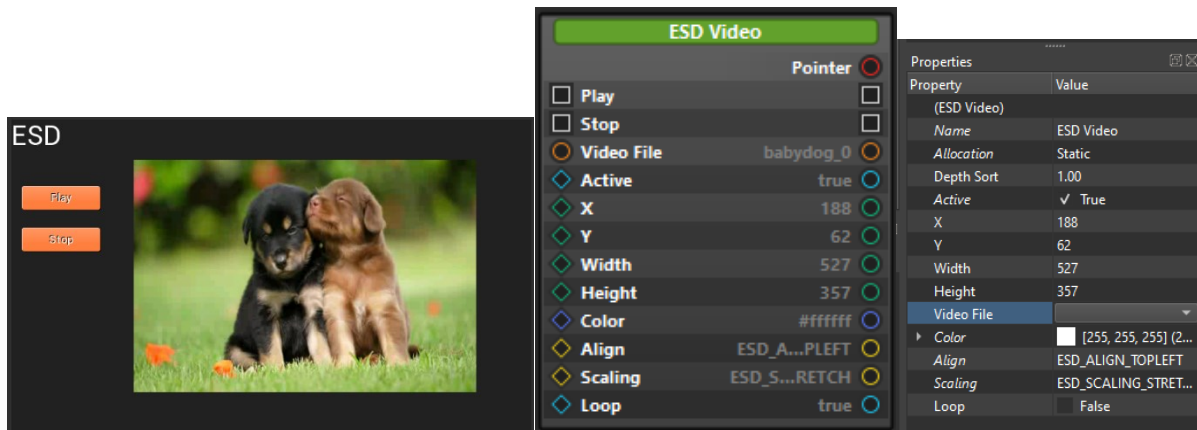 ESD
Play
Stop
ESD Video
Pointer
Play
Stop
Video File babydog_0
Active true
X 188
Y 62
Width 527
Height 357
Color #ffffff
Align ESD_A...PLEFT
Scaling ESD_S...RETCH
Loop true
Properties
Property Value
(ESD Video)
Name ESD Video
Allocation Static
Depth Sort 1.00
Active ✓ True
X 188
Y 62
Width 527
Height 357
Video File
Color [255, 255, 255] (2...
Align ESD_ALIGN_TOPLEFT
Scaling ESD_SCALING_STRET...
Loop False